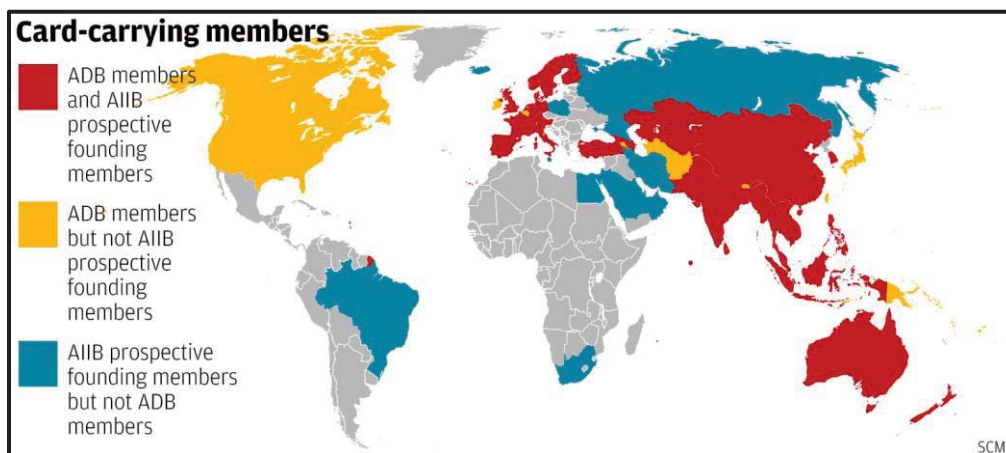 Card-carrying members
ADB members
and AIIB
prospective
founding
members
ADB members
but not AIIB
prospective
founding
members
AIIB prospective
founding members
but not ADB
members
SCM